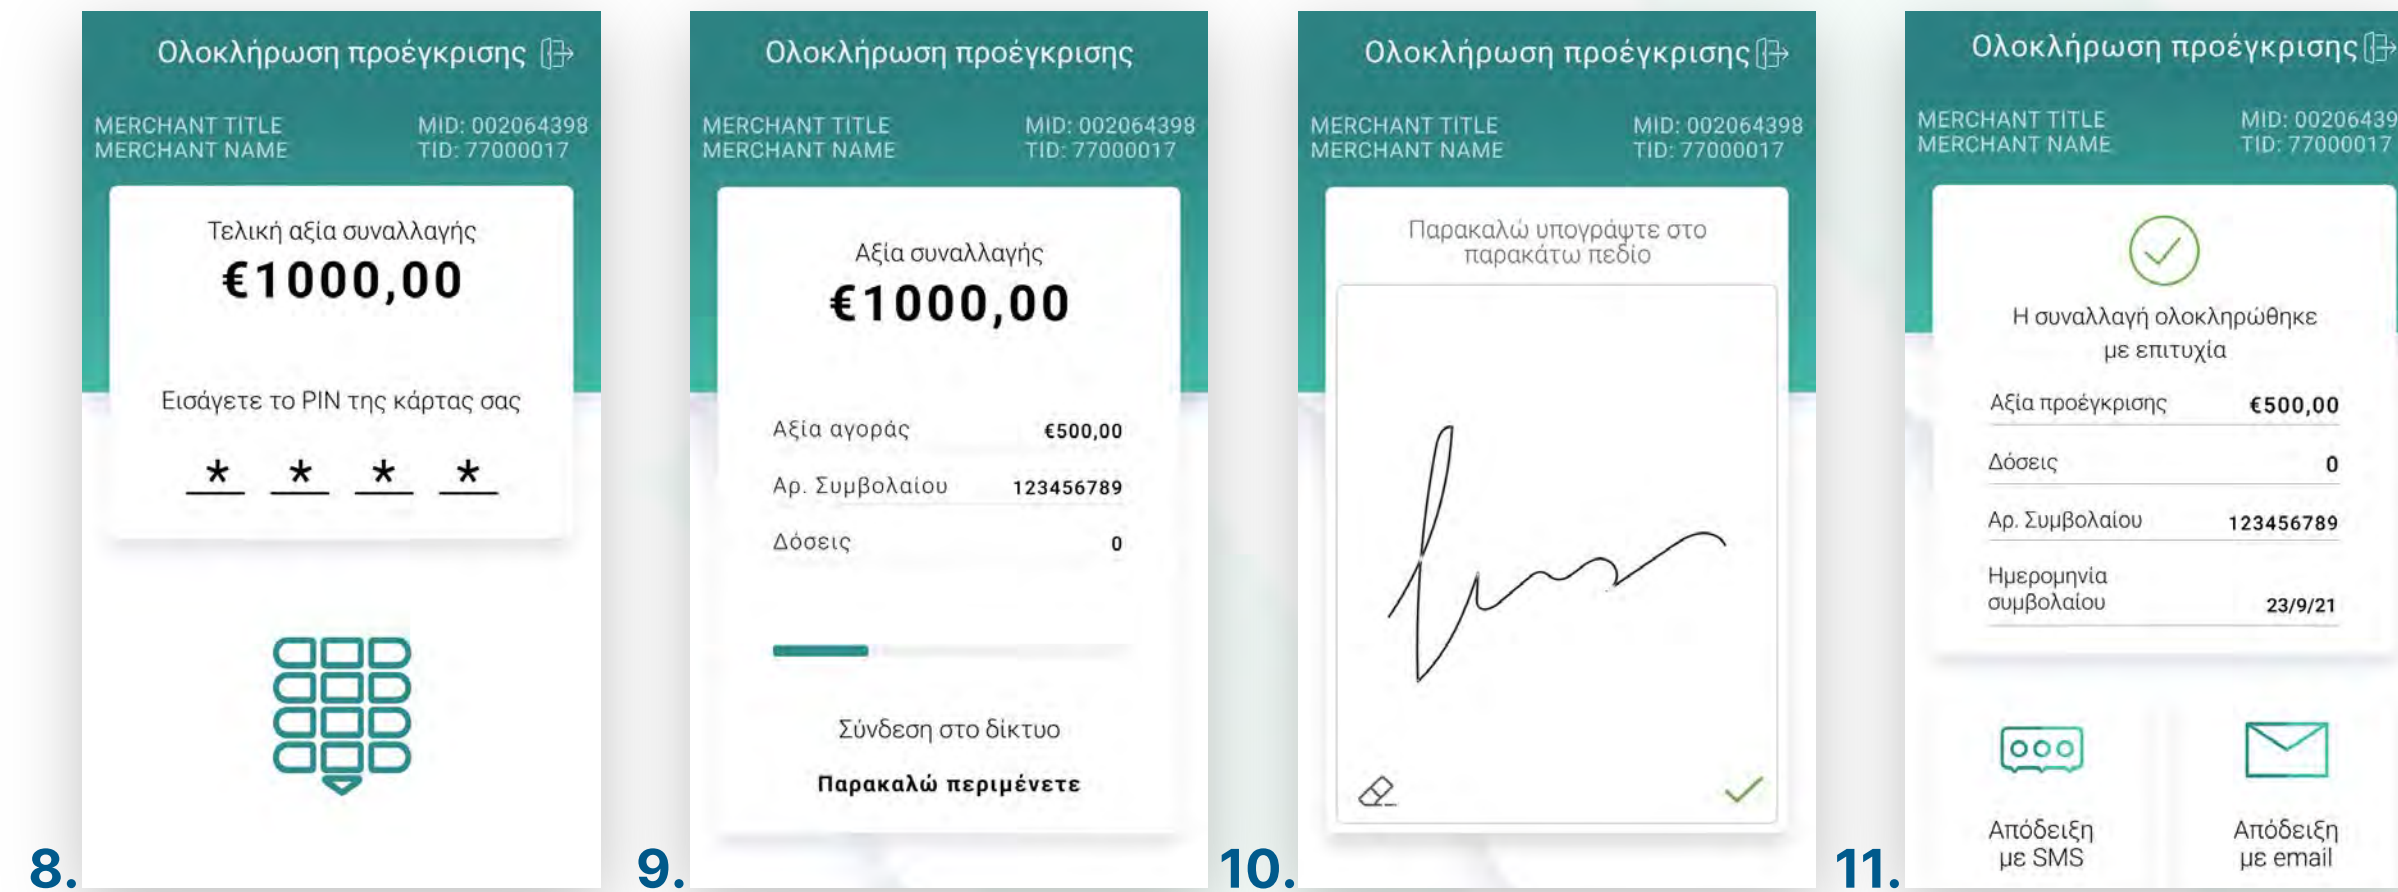 Ολοκλήρωση προέγκρισης
MERCHANT TITLE MID: 002064398
MERCHANT NAME TID: 77000017
Τελική αξία συναλλαγής
€1000,00
Εισάγετε το PIN της κάρτας σας
* * * *
8.
Ολοκλήρωση προέγκρισης
MERCHANT TITLE MID: 002064398
MERCHANT NAME TID: 77000017
Αξία συναλλαγής
€1000,00
Αξία αγοράς €500,00
Αρ. Συμβολαίου 123456789
Δόσεις 0
Σύνδεση στο δίκτυο
Παρακαλώ περιμένετε
9.
Ολοκλήρωση προέγκρισης
MERCHANT TITLE MID: 002064398
MERCHANT NAME TID: 77000017
Παρακαλώ υπογράψτε στο
παρακάτω πεδίο
10.
Ολοκλήρωση προέγκρισης
MERCHANT TITLE MID: 00206439
MERCHANT NAME TID: 77000017
Η συναλλαγή ολοκληρώθηκε
με επιτυχία
Αξία προέγκρισης €500,00
Δόσεις 0
Αρ. Συμβολαίου 123456789
Ημερομηνία
συμβολαίου 23/9/21
Απόδειξη
με SMS
Απόδειξη
με email
11.